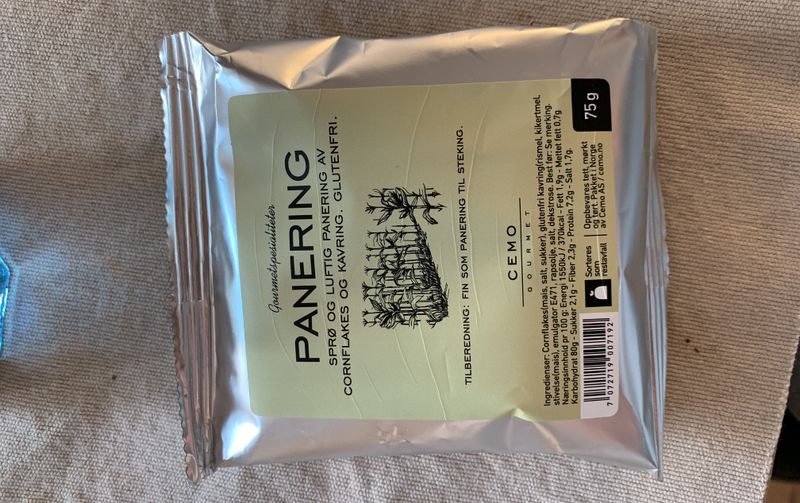 Gourmetspesialiteter
PANERING
SPRØ OG LUFTIG PANERING AV
CORNFLAKES OG KAVRING. GLUTENFRI.
TILBEREDNING: FIN SOM PANERING TIL STEKING.
CEMO
GOURMET
Ingredienser: Cornflakes(mais, salt, sukker), glutenfri kavring(rismel, kikertmel,
stivelse(mais), emulgator E471, rapsolje, salt, dekstrose. Best før: Se merking.
Næringsinnhold pr 100 g: Energi 1550kJ / 370kcal - Fett 1,9g - Mettet fett 0,7g
Karbohydrat 80g - Sukker 2,1g - Fiber 2,3g - Protein 7,2g - Salt 1,7g.
7 072719 007192
Sorteres
som
restavfall
Oppbevares tett, mørkt
og tørt. Pakket i Norge
av Cemo AS / cemo.no
75g